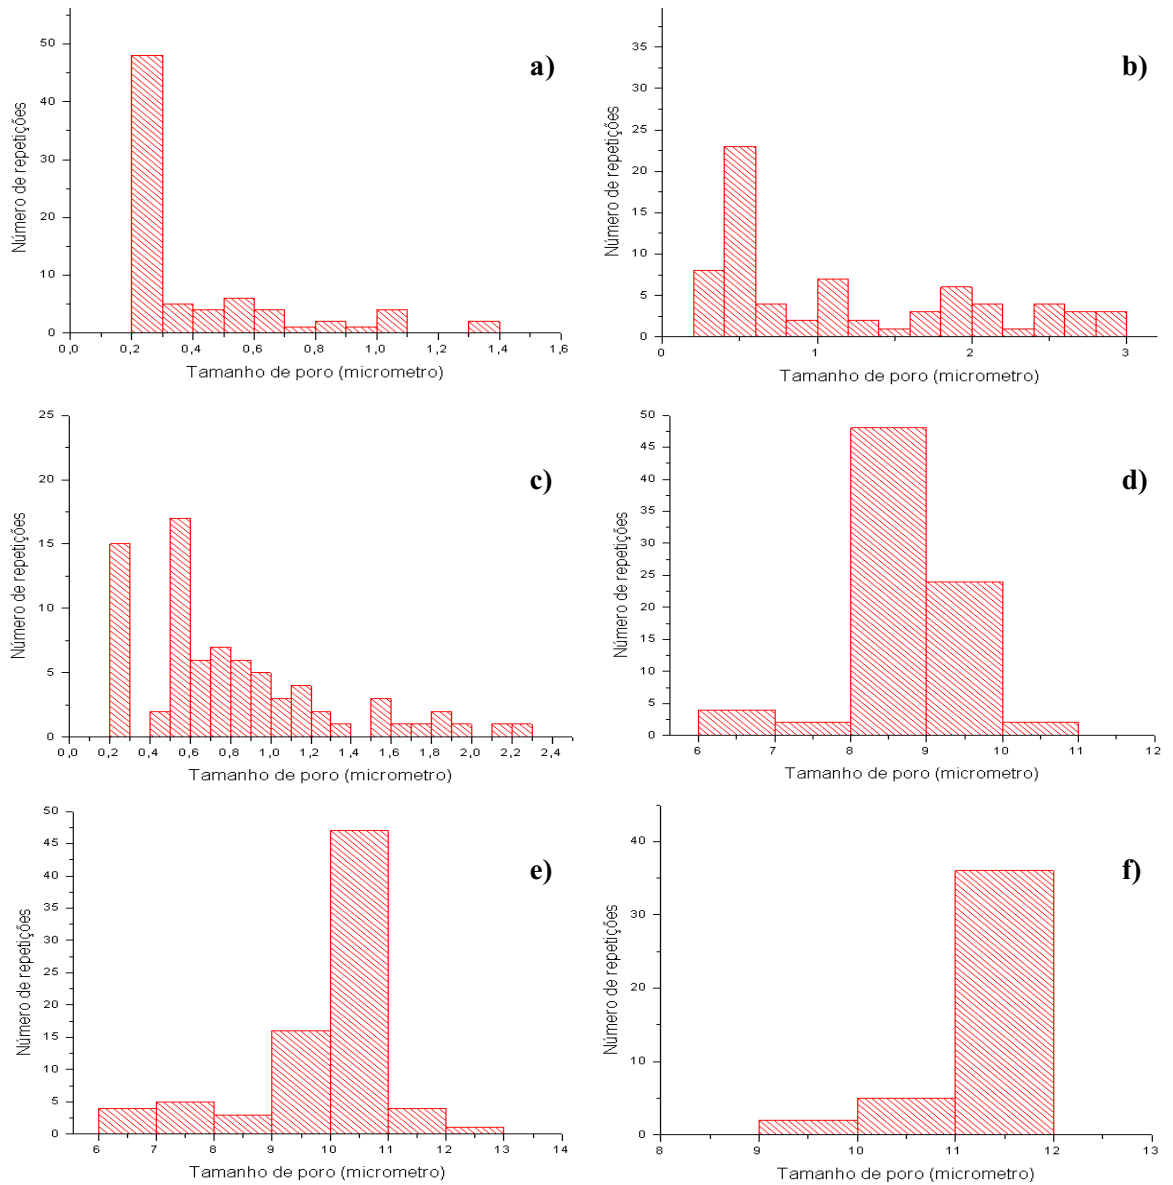 a)
Número de repetições
50
40
30
20
10
0
0,0 0,2 0,4 0,6 0,8 1,0 1,2 1,4 1,6
Tamanho de poro (micrometro)
b)
Número de repetições
35
30
25
20
15
10
5
0
0 1 2 3
Tamanho de poro (micrometro)
c)
Número de repetições
25
20
15
10
5
0
0,0 0,2 0,4 0,6 0,8 1,0 1,2 1,4 1,6 1,8 2,0 2,2 2,4
Tamanho de poro (micrometro)
d)
Número de repetições
50
45
40
35
30
25
20
15
10
5
0
6 7 8 9 10 11 12
Tamanho de poro (micrometro)
e)
Número de repetições
50
45
40
35
30
25
20
15
10
5
0
6 7 8 9 10 11 12 13 14
Tamanho de poro (micrometro)
f)
Número de repetições
40
30
20
10
0
8 9 10 11 12 13
Tamanho de poro (micrometro)